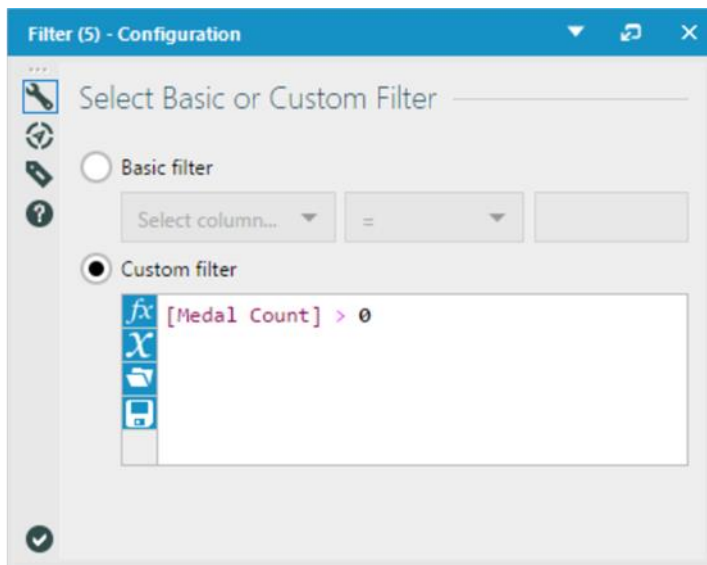 Filter (5) - Configuration
Select Basic or Custom Filter
Basic filter
Select column... =
Custom filter
fx [Medal Count] > 0
X